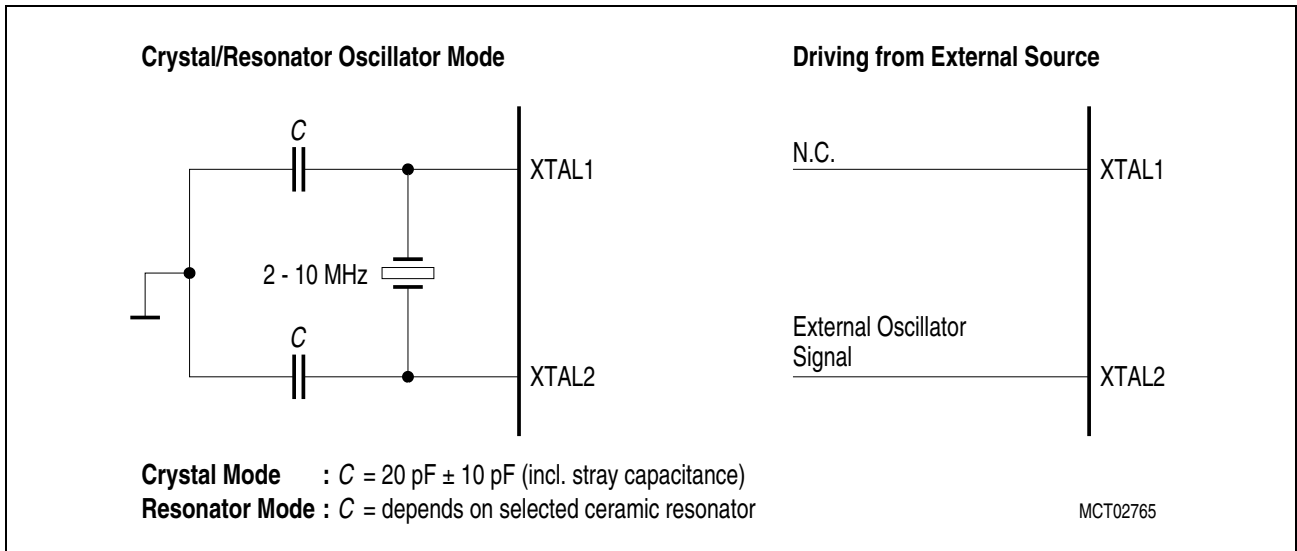 Crystal/Resonator Oscillator Mode
Driving from External Source
C
XTAL1
2 - 10 MHz
C
XTAL2
N.C.
XTAL1
External Oscillator
Signal
XTAL2
Crystal Mode : C = 20 pF ± 10 pF (incl. stray capacitance)
Resonator Mode : C = depends on selected ceramic resonator
MCT02765